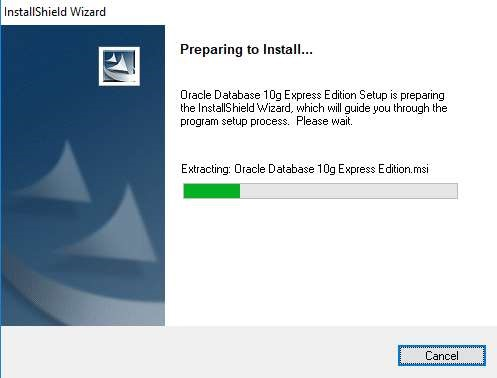 InstallShield Wizard
Preparing to Install...
Oracle Database 10g Express Edition Setup is preparing
the InstallShield Wizard, which will guide you through the
program setup process. Please wait.
Extracting: Oracle Database 10g Express Edition.msi
Cancel